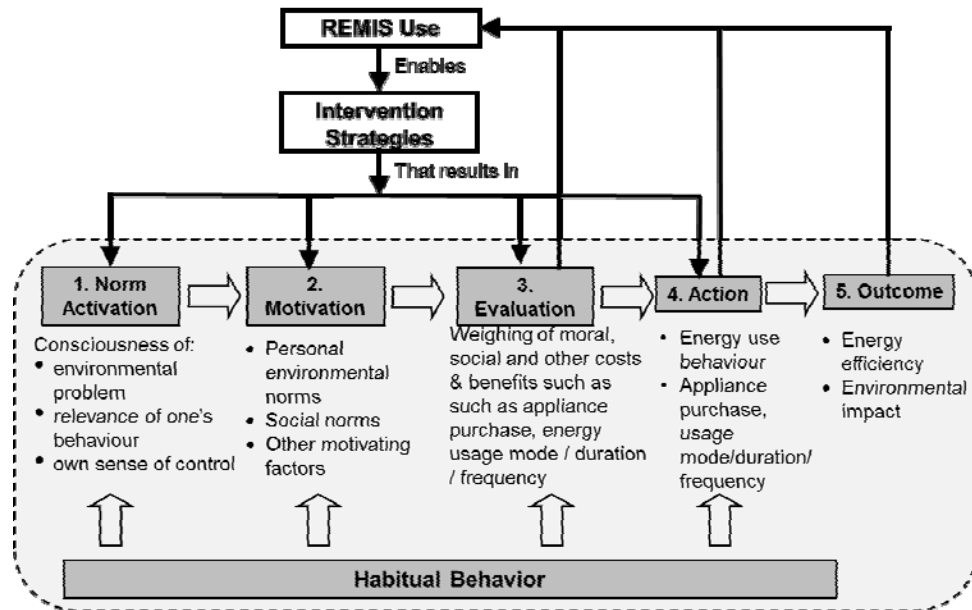 REMIS Use
Enables
Intervention
Strategies
That results in
1. Norm
Activation
2.
Motivation
3.
Evaluation
4. Action
5. Outcome
Consciousness of:
• environmental
problem
• relevance of one's
behaviour
• own sense of control
• Personal
environmental
norms
• Social norms
• Other motivating
factors
Weighing of moral,
social and other costs
& benefits such as
such as appliance
purchase, energy
usage mode / duration
/ frequency
• Energy use
behaviour
• Appliance
purchase,
usage
mode/duration/
frequency
• Energy
efficiency
• Environmental
impact
Habitual Behavior